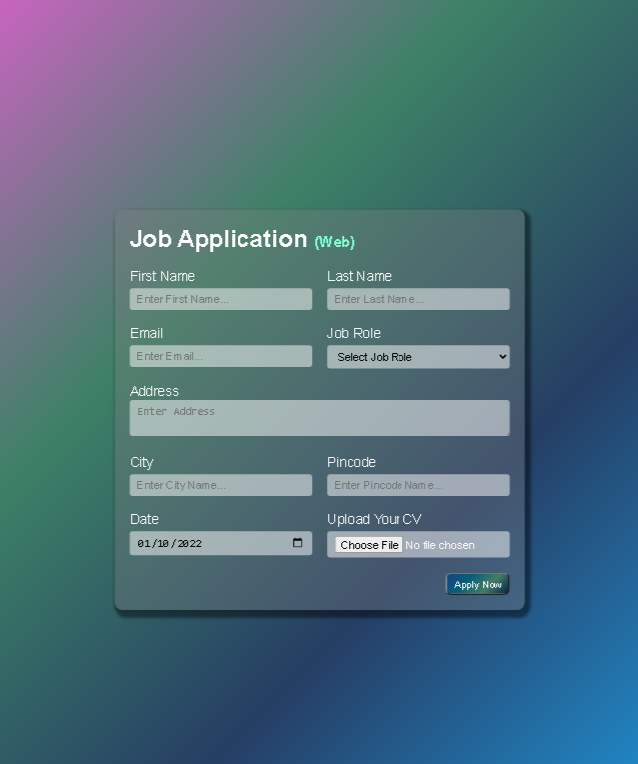 Job Application (Web)
First Name Last Name
Enter First Name... Enter Last Name...
Email Job Role
Enter Email... Select Job Role
Address
Enter Address
City Pincode
Enter City Name... Enter Pincode Name...
Date Upload Your CV
01/10/2022 Choose File No file chosen
Apply Now